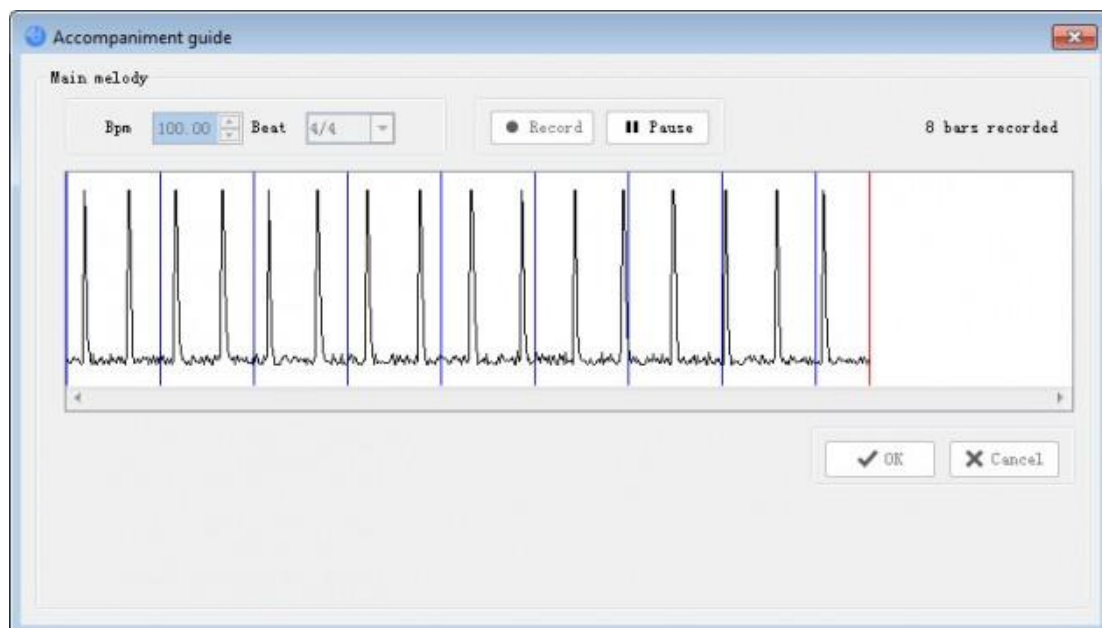 Accompaniment guide
Main melody
Bpm 100.00 Beat 4/4 Record Pause 8 bars recorded
OK Cancel